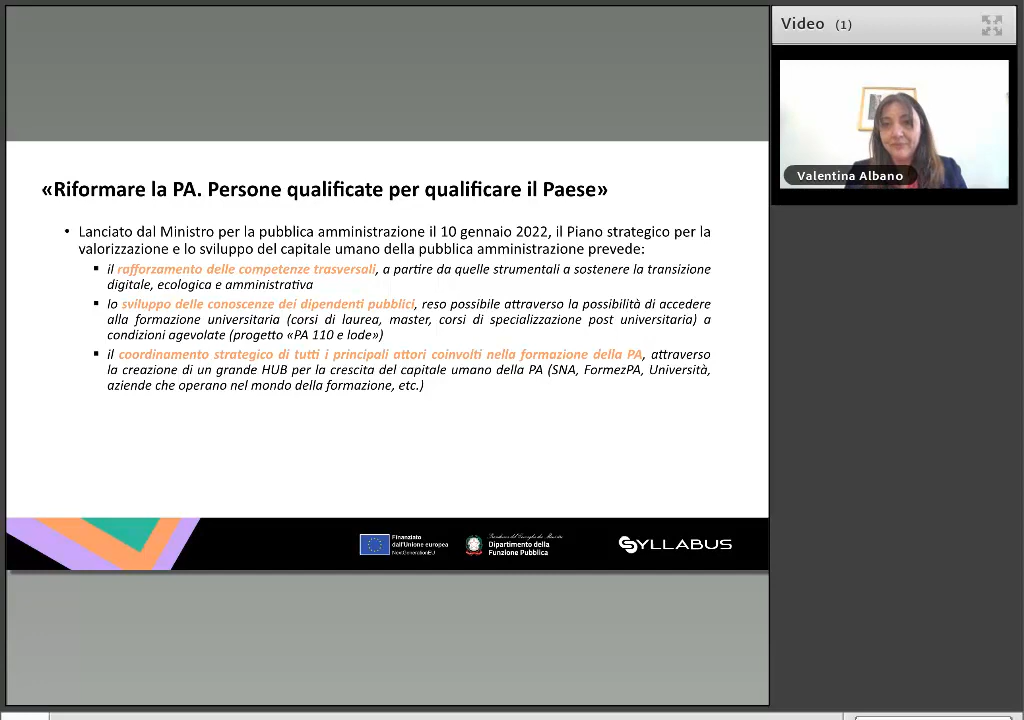 Video (1)
Valentina Albano
«Riformare la PA. Persone qualificate per qualificare il Paese»
• Lanciato dal Ministro per la pubblica amministrazione il 10 gennaio 2022, il Piano strategico per la
valorizzazione e lo sviluppo del capitale umano della pubblica amministrazione prevede:
▪ il rafforzamento delle competenze trasversali, a partire da quelle strumentali a sostenere la transizione
digitale, ecologica e amministrativa
▪ lo sviluppo delle conoscenze dei dipendenti pubblici, reso possibile attraverso la possibilità di accedere
alla formazione universitaria (corsi di laurea, master, corsi di specializzazione post universitaria) a
condizioni agevolate (progetto «PA 110 e lode»)
▪ il coordinamento strategico di tutti i principali attori coinvolti nella formazione della PA, attraverso
la creazione di un grande HUB per la crescita del capitale umano della PA (SNA, FormezPA, Università,
aziende che operano nel mondo della formazione, etc.)
Finanziato
dall'Unione europea
NextGenerationEU
Dipartimento della
Funzione Pubblica
SYLLABUS